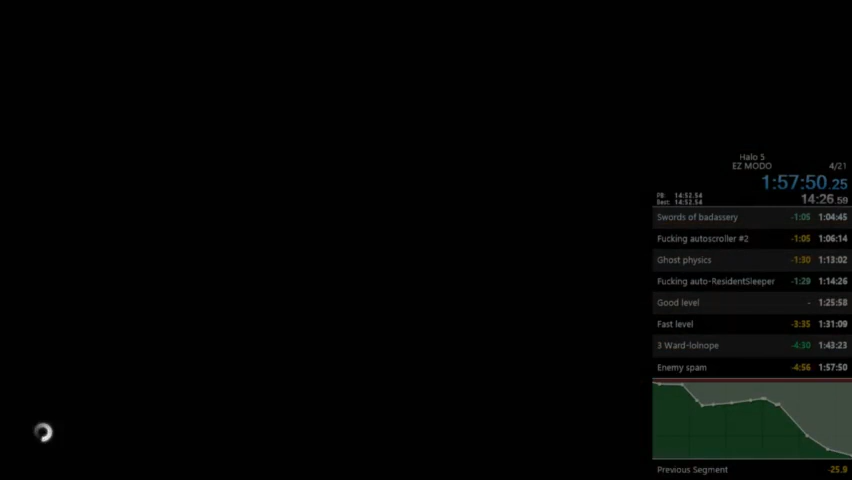 Halo 5
EZ MODO 4/21
1:57:50.25
PB: 14:52.54
Best: 14:52.54
14:26.59
Swords of badassery -1:05 1:04:45
Fucking autoscroller #2 -1:05 1:06:14
Ghost physics -1:30 1:13:02
Fucking auto-ResidentSleeper -1:29 1:14:26
Good level - 1:25:58
Fast level -3:35 1:31:09
3 Ward-lolnope -4:30 1:43:23
Enemy spam -4:56 1:57:50
Previous Segment -25.9